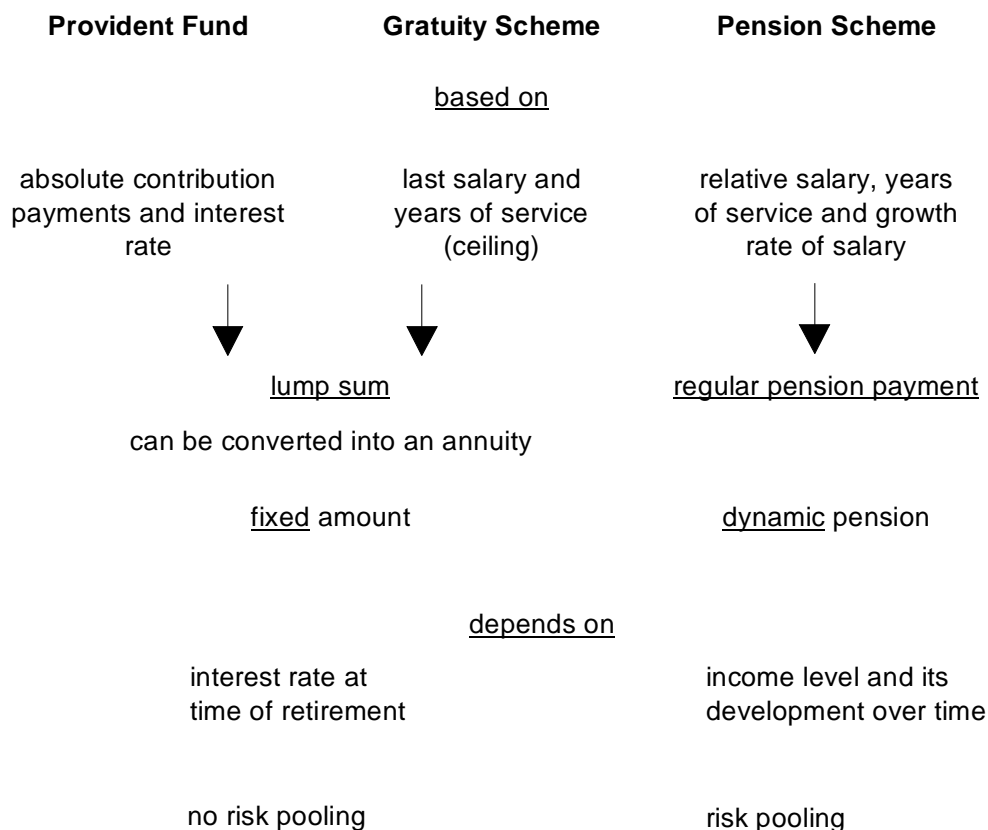 Provident Fund Gratuity Scheme Pension Scheme
based on
absolute contribution
payments and interest
rate
last salary and
years of service
(ceiling)
relative salary, years
of service and growth
rate of salary
lump sum
regular pension payment
can be converted into an annuity
fixed amount
dynamic pension
depends on
interest rate at
time of retirement
income level and its
development over time
no risk pooling
risk pooling